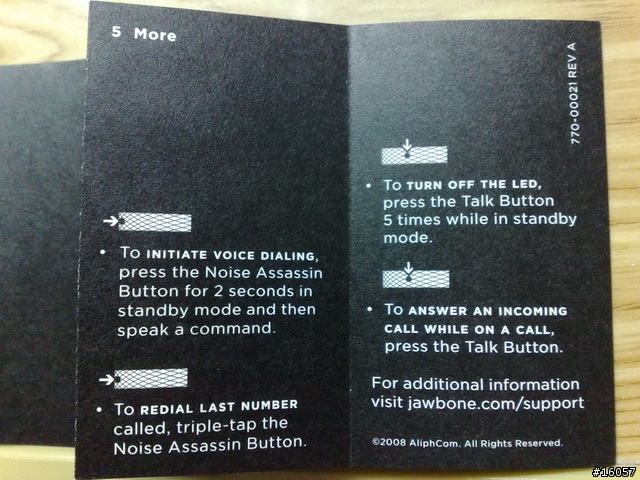 5 More
• To INITIATE VOICE DIALING,
press the Noise Assassin
Button for 2 seconds in
standby mode and then
speak a command.
• To REDIAL LAST NUMBER
called, triple-tap the
Noise Assassin Button.
770-00021 REV A
• To TURN OFF THE LED,
press the Talk Button
5 times while in standby
mode.
• To ANSWER AN INCOMING
CALL WHILE ON A CALL,
press the Talk Button.
For additional information
visit jawbone.com/support
©2008 AliphCom. All Rights Reserved.
#16057